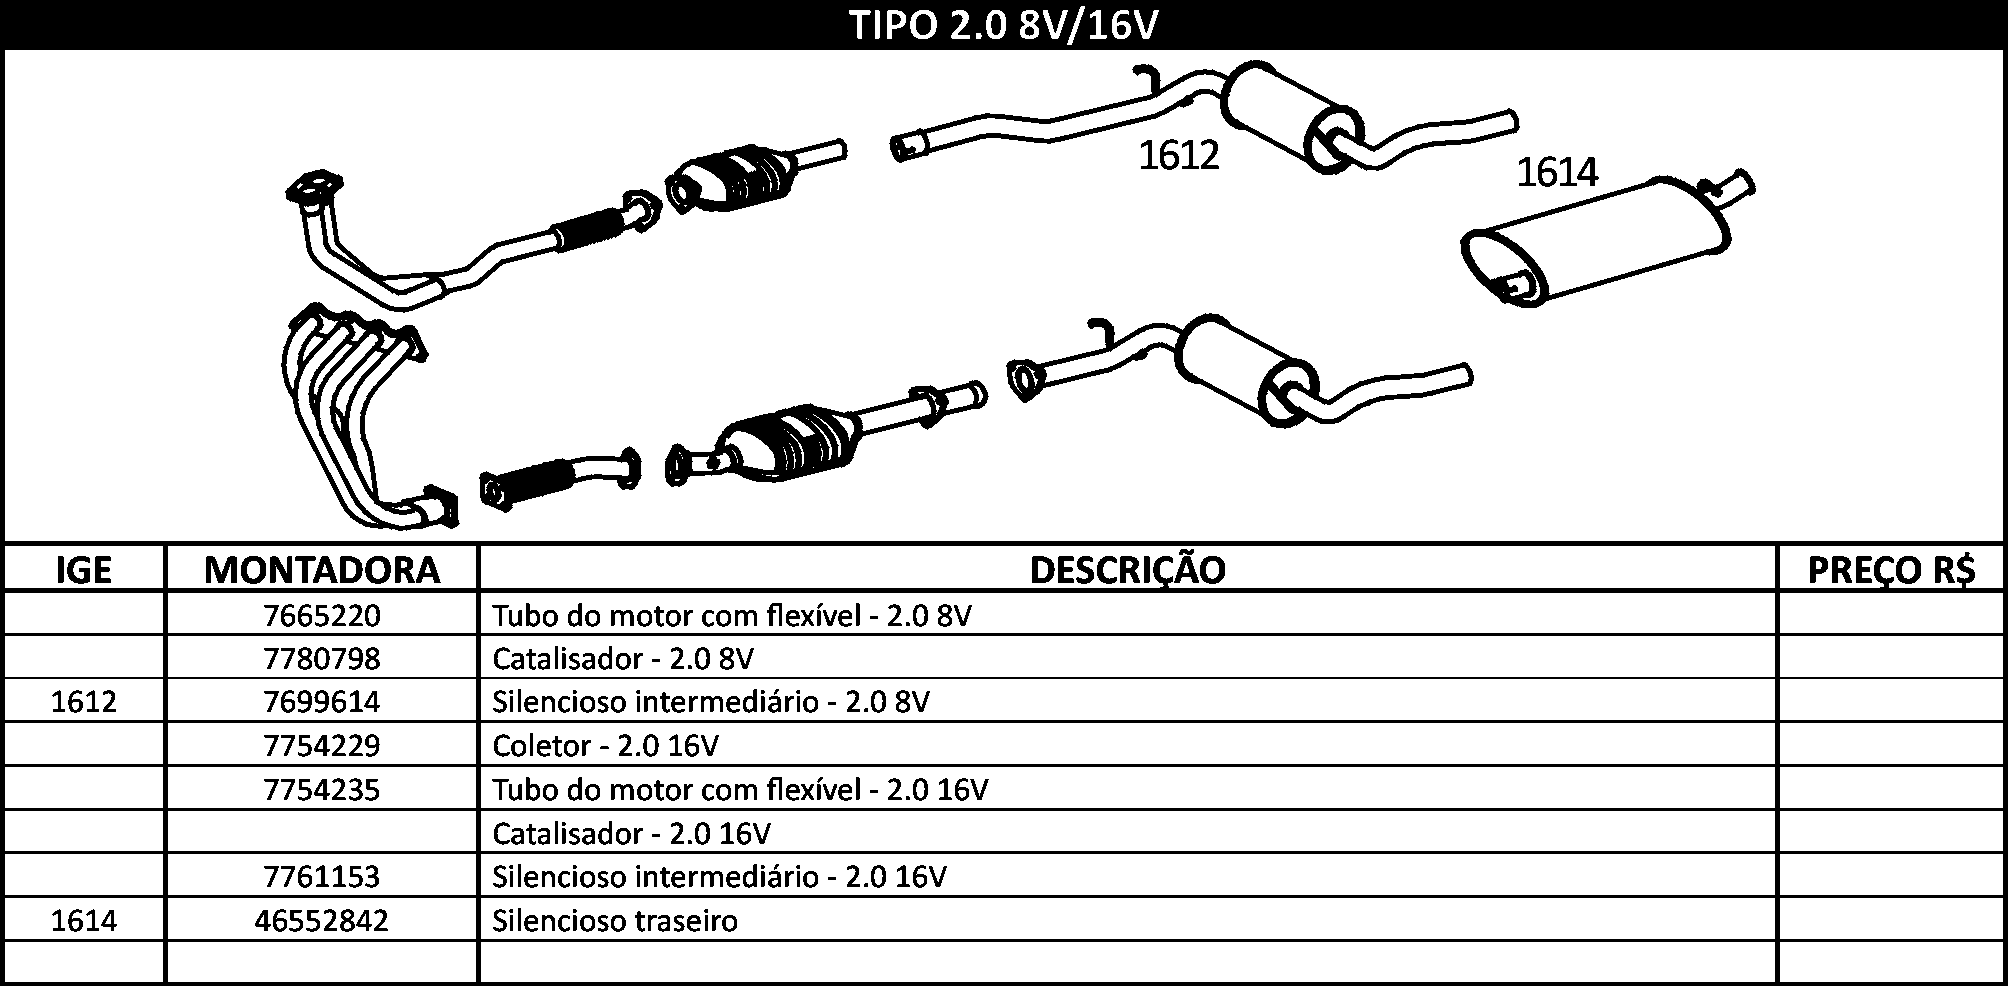 TIPO 2.0 8V/16V
1612
1614
IGE MONTADORA DESCRIÇÃO PREÇO R$
7665220 Tubo do motor com flexível - 2.0 8V
7780798 Catalisador - 2.0 8V
1612 7699614 Silencioso intermediário - 2.0 8V
7754229 Coletor - 2.0 16V
7754235 Tubo do motor com flexível - 2.0 16V
Catalisador - 2.0 16V
7761153 Silencioso intermediário - 2.0 16V
1614 46552842 Silencioso traseiro